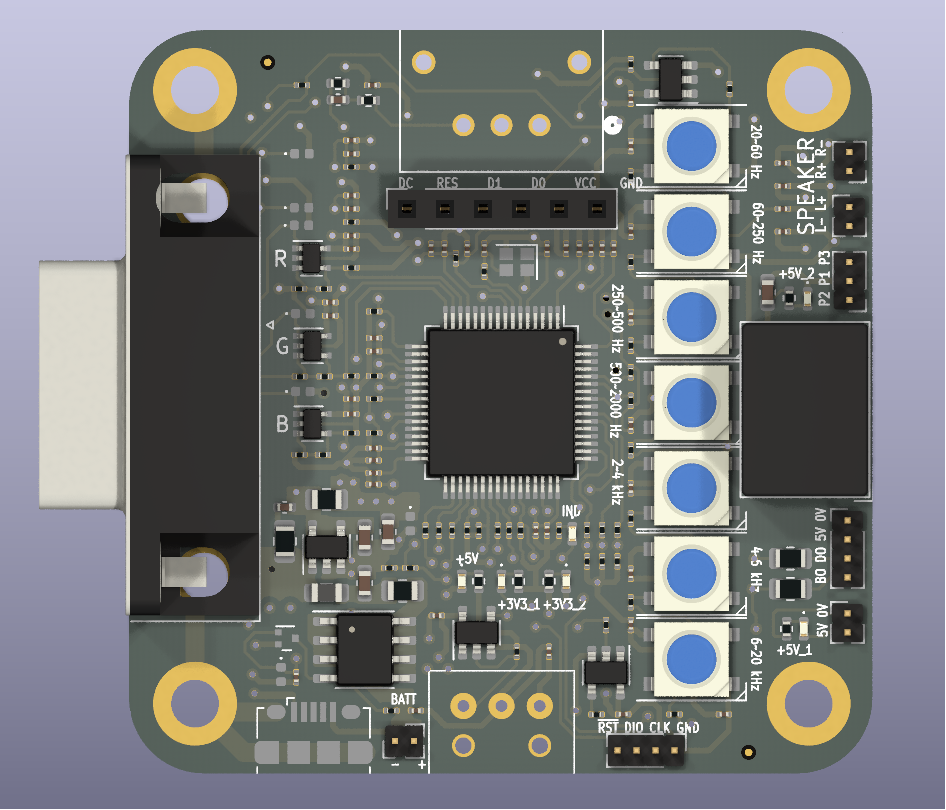 DC RES D1 D0 VCC GND
20-60 Hz
60-250 Hz
250-500 Hz
500-2000 Hz
2-4 kHz
4-6 kHz
6-20 kHz
SPEAKER
R+ R-
L- L+
P2 P1 P3
+5V_2
R
G
B
IND
+5V
+3V3_1 +3V3_2
BO DO 5V 0V
5V 0V
+5V_1
BATT
- +
RST DIO CLK GND